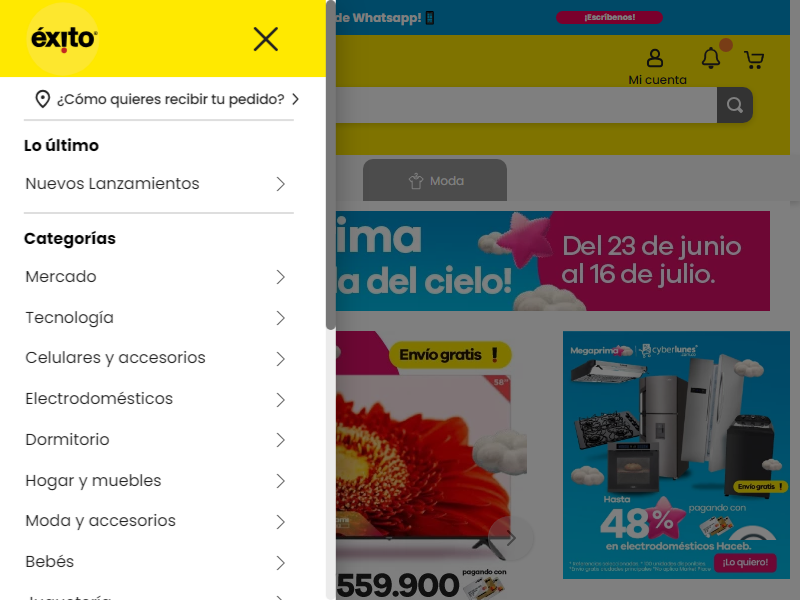 éxito
¿Cómo quieres recibir tu pedido?
Lo último
Nuevos Lanzamientos
Categorías
Mercado
Tecnología
Celulares y accesorios
Electrodomésticos
Dormitorio
Hogar y muebles
Moda y accesorios
Bebés
Juguetería
de Whatsapp!
¡Escríbenos!
Mi cuenta
Moda
ima
a del cielo!
Del 23 de junio
al 16 de julio.
Envío gratis !
58"
559.900
pagando con
Megaprima
cyberlunes
Envío gratis !
Hasta
48%
pagando con
en electrodomésticos Haceb.
¡Lo quiero!